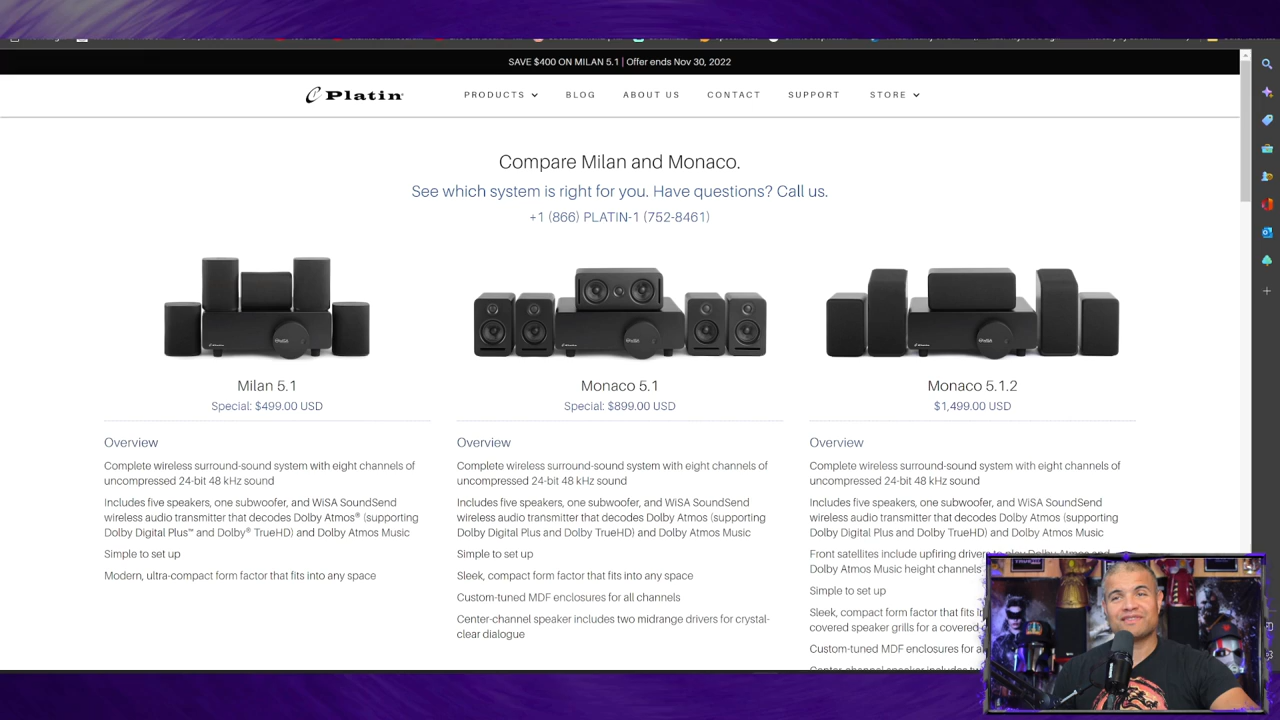 SAVE $400 ON MILAN 5.1 | Offer ends Nov 30, 2022
Platin
PRODUCTS
BLOG
ABOUT US
CONTACT
SUPPORT
STORE
Compare Milan and Monaco.
See which system is right for you. Have questions? Call us.
+1 (866) PLATIN-1 (752-8461)
Milan 5.1
Special: $499.00 USD
Overview
Complete wireless surround-sound system with eight channels of
uncompressed 24-bit 48 kHz sound
Includes five speakers, one subwoofer, and WiSA SoundSend
wireless audio transmitter that decodes Dolby Atmos® (supporting
Dolby Digital Plus™ and Dolby® TrueHD) and Dolby Atmos Music
Simple to set up
Modern, ultra-compact form factor that fits into any space
Monaco 5.1
Special: $899.00 USD
Overview
Complete wireless surround-sound system with eight channels of
uncompressed 24-bit 48 kHz sound
Includes five speakers, one subwoofer, and WiSA SoundSend
wireless audio transmitter that decodes Dolby Atmos (supporting
Dolby Digital Plus and Dolby TrueHD) and Dolby Atmos Music
Simple to set up
Sleek, compact form factor that fits into any space
Custom-tuned MDF enclosures for all channels
Center-channel speaker includes two midrange drivers for crystal-
clear dialogue
Monaco 5.1.2
$1,499.00 USD
Overview
Complete wireless surround-sound system with eight channels of
uncompressed 24-bit 48 kHz sound
Includes five speakers, one subwoofer, and WiSA SoundSend
wireless audio transmitter that decodes Dolby Atmos (supporting
Dolby Digital Plus and Dolby TrueHD) and Dolby Atmos Music
Front satellites include upfiring drivers to play Dolby Atmos and
Dolby Atmos Music height channels
Simple to set up
Sleek, compact form factor that fits
covered speaker grills for a covered
Custom-tuned MDF enclosures for a